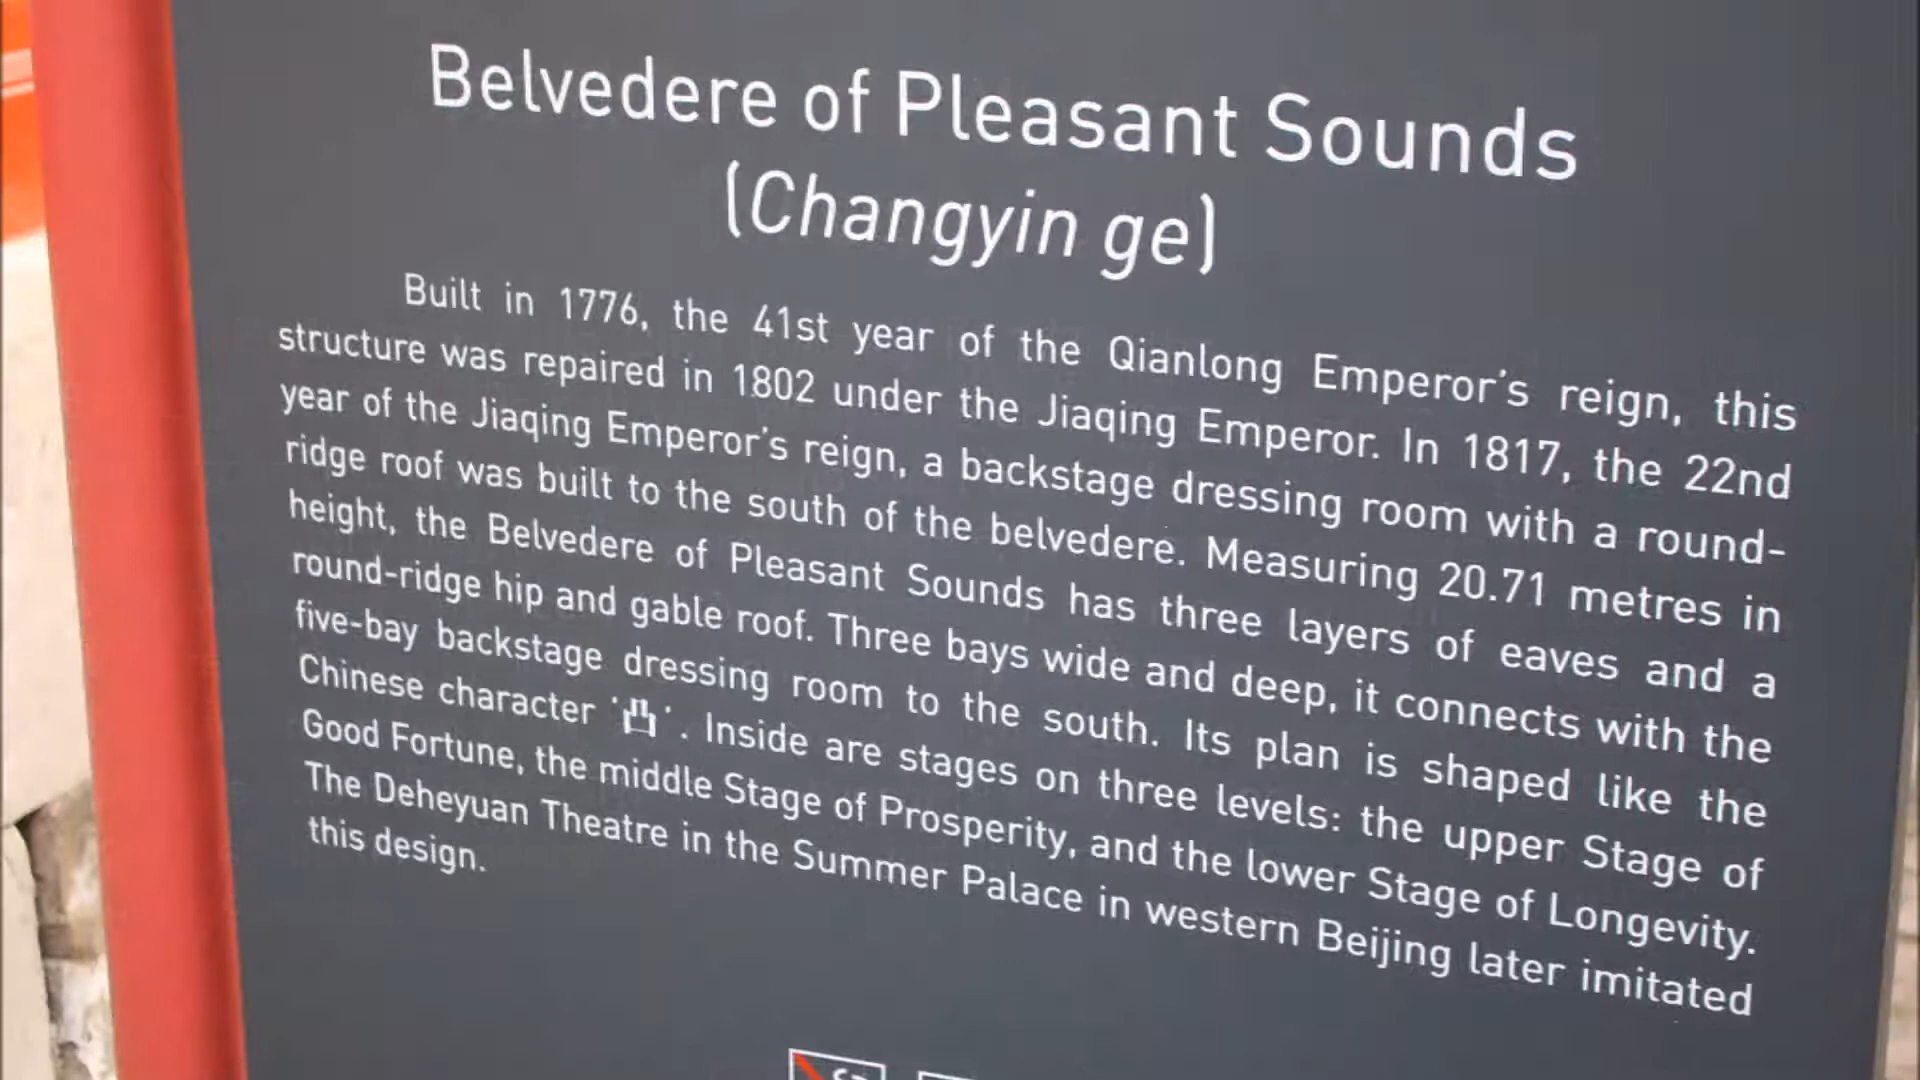 Belvedere of Pleasant Sounds
(Changyin ge)
Built in 1776, the 41st year of the Qianlong Emperor's reign, this
structure was repaired in 1802 under the Jiaqing Emperor. In 1817, the 22nd
year of the Jiaqing Emperor's reign, a backstage dressing room with a round-
ridge roof was built to the south of the belvedere. Measuring 20.71 metres in
height, the Belvedere of Pleasant Sounds has three layers of eaves and a
round-ridge hip and gable roof. Three bays wide and deep, it connects with the
five-bay backstage dressing room to the south. Its plan is shaped like the
Chinese character '凸'. Inside are stages on three levels: the upper Stage of
Good Fortune, the middle Stage of Prosperity, and the lower Stage of Longevity.
The Deheyuan Theatre in the Summer Palace in western Beijing later imitated
this design.